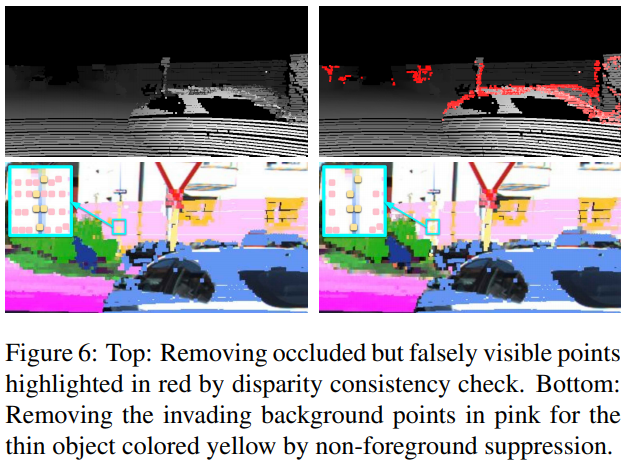 Figure 6: Top: Removing occluded but falsely visible points
highlighted in red by disparity consistency check. Bottom:
Removing the invading background points in pink for the
thin object colored yellow by non-foreground suppression.